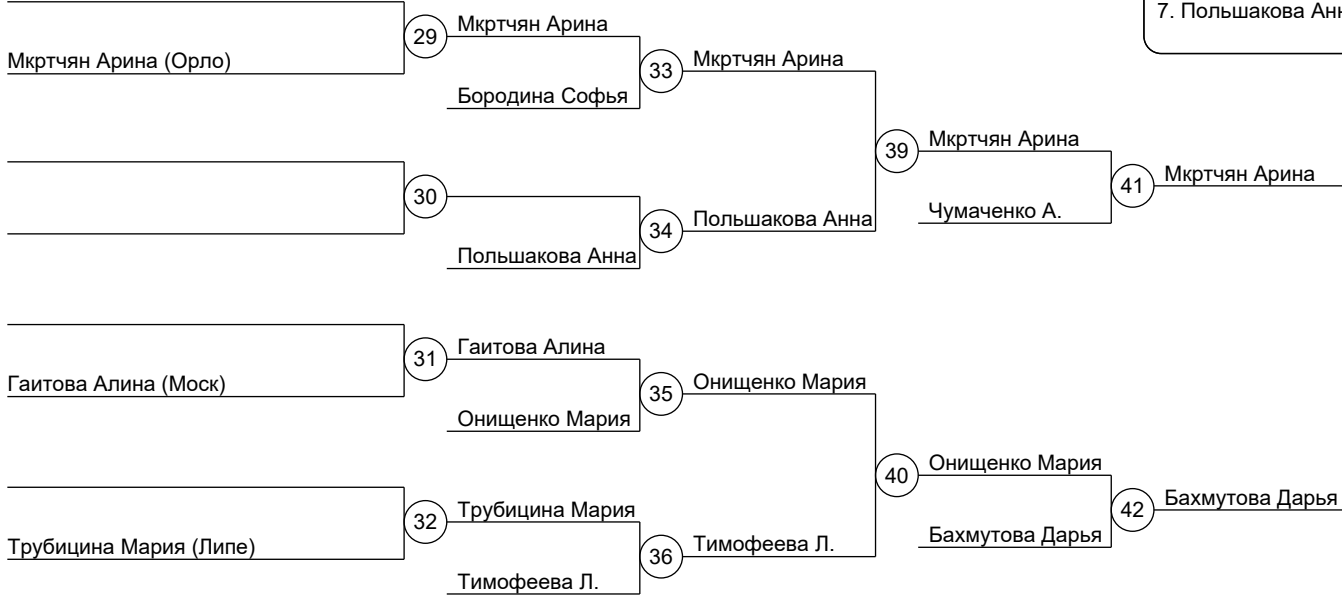 7. Польшакова Анн
Мкртчян Арина (Орло)
29
Мкртчян Арина
Бородина Софья
33
Мкртчян Арина
30
Польшакова Анна
34
Польшакова Анна
39
Мкртчян Арина
Чумаченко А.
41
Мкртчян Арина
Гаитова Алина (Моск)
31
Гаитова Алина
Онищенко Мария
35
Онищенко Мария
Трубицина Мария (Липе)
32
Трубицина Мария
Тимофеева Л.
36
Тимофеева Л.
40
Онищенко Мария
Бахмутова Дарья
42
Бахмутова Дарья